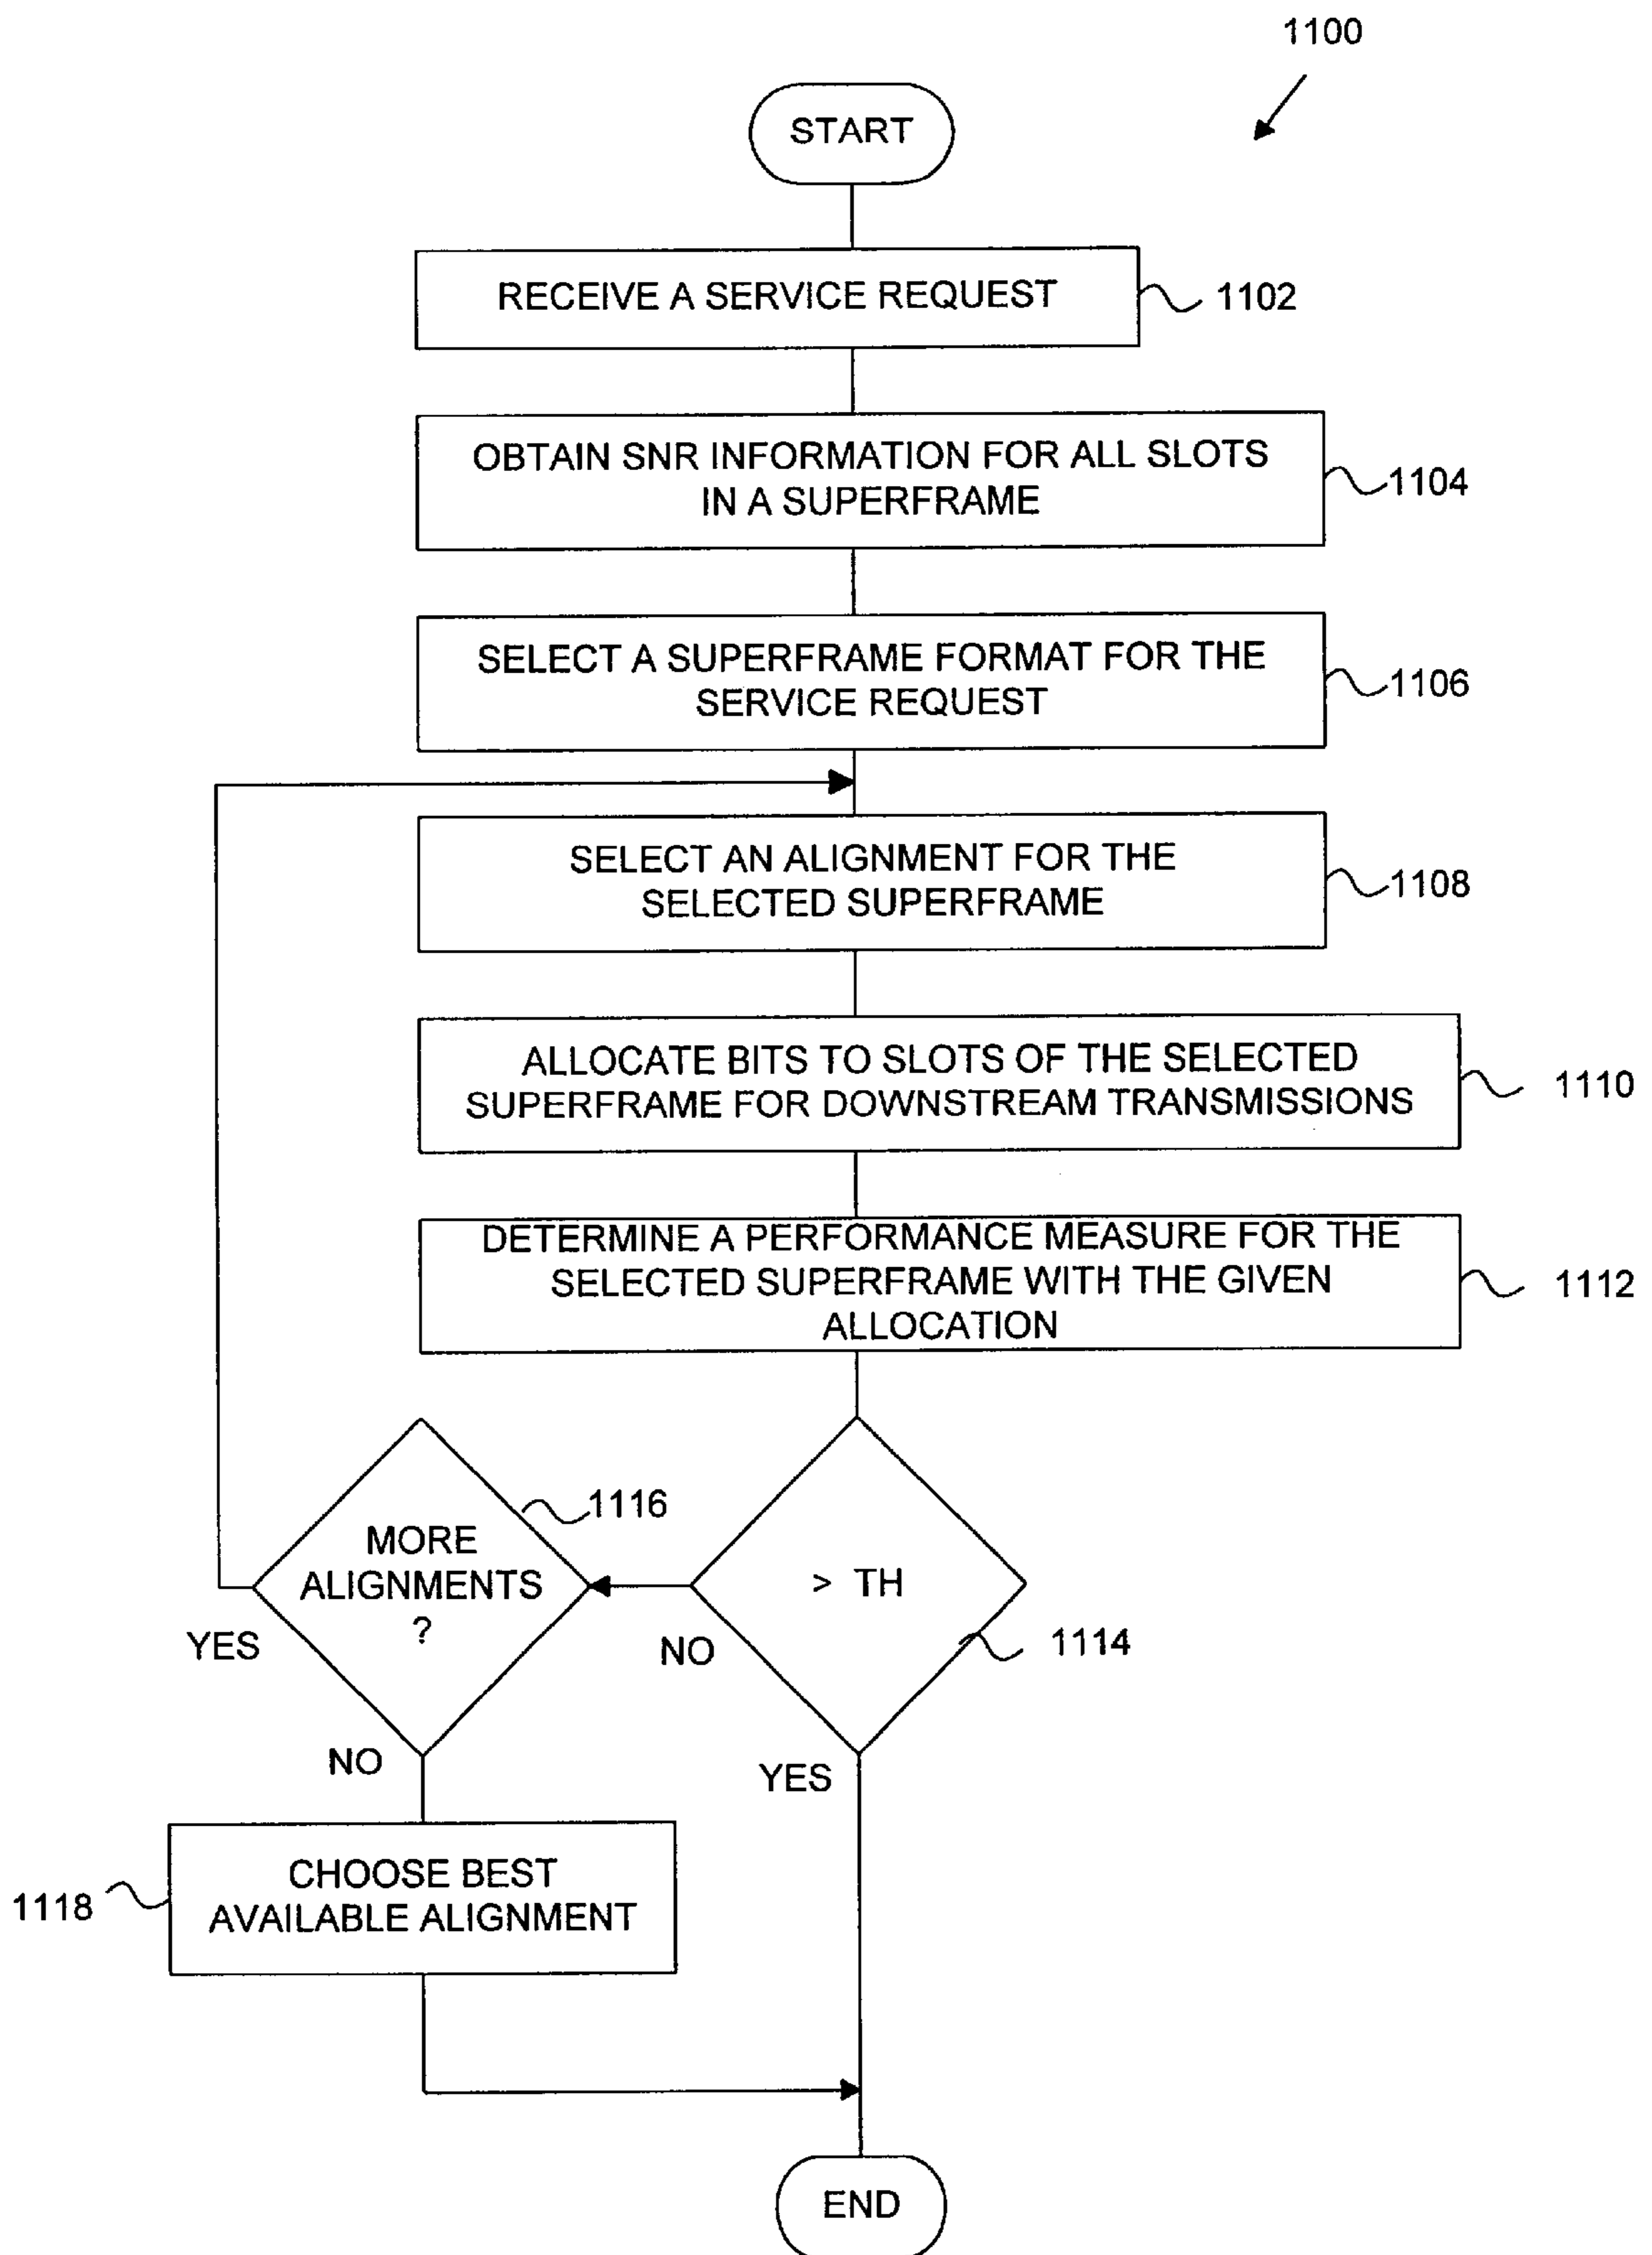 1100
START
RECEIVE A SERVICE REQUEST
1102
OBTAIN SNR INFORMATION FOR ALL SLOTS
IN A SUPERFRAME
1104
SELECT A SUPERFRAME FORMAT FOR THE
SERVICE REQUEST
1106
SELECT AN ALIGNMENT FOR THE
SELECTED SUPERFRAME
1108
ALLOCATE BITS TO SLOTS OF THE SELECTED
SUPERFRAME FOR DOWNSTREAM TRANSMISSIONS
1110
DETERMINE A PERFORMANCE MEASURE FOR THE
SELECTED SUPERFRAME WITH THE GIVEN
ALLOCATION
1112
MORE
ALIGNMENTS
?
1116
> TH
1114
YES
NO
NO
YES
CHOOSE BEST
AVAILABLE ALIGNMENT
1118
END